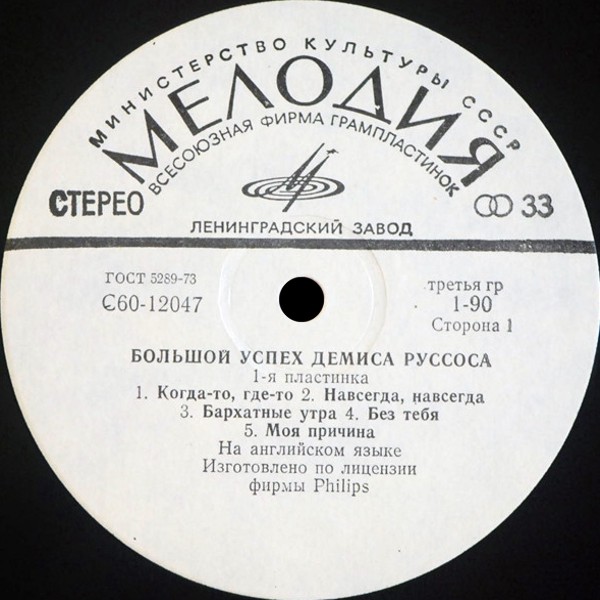 МИНИСТЕРСТВО КУЛЬТУРЫ СССР
МЕЛОДИЯ
ВСЕСОЮЗНАЯ ФИРМА ГРАМПЛАСТИНОК
СТЕРЕО
33
ЛЕНИНГРАДСКИЙ ЗАВОД
ГОСТ 5289-73
С60-12047
третья гр
1-90
Сторона 1
БОЛЬШОЙ УСПЕХ ДЕМИСА РУССОСА
1-я пластинка
1. Когда-то, где-то 2. Навсегда, навсегда
3. Бархатные утра 4. Без тебя
5. Моя причина
На английском языке
Изготовлено по лицензии
фирмы Philips